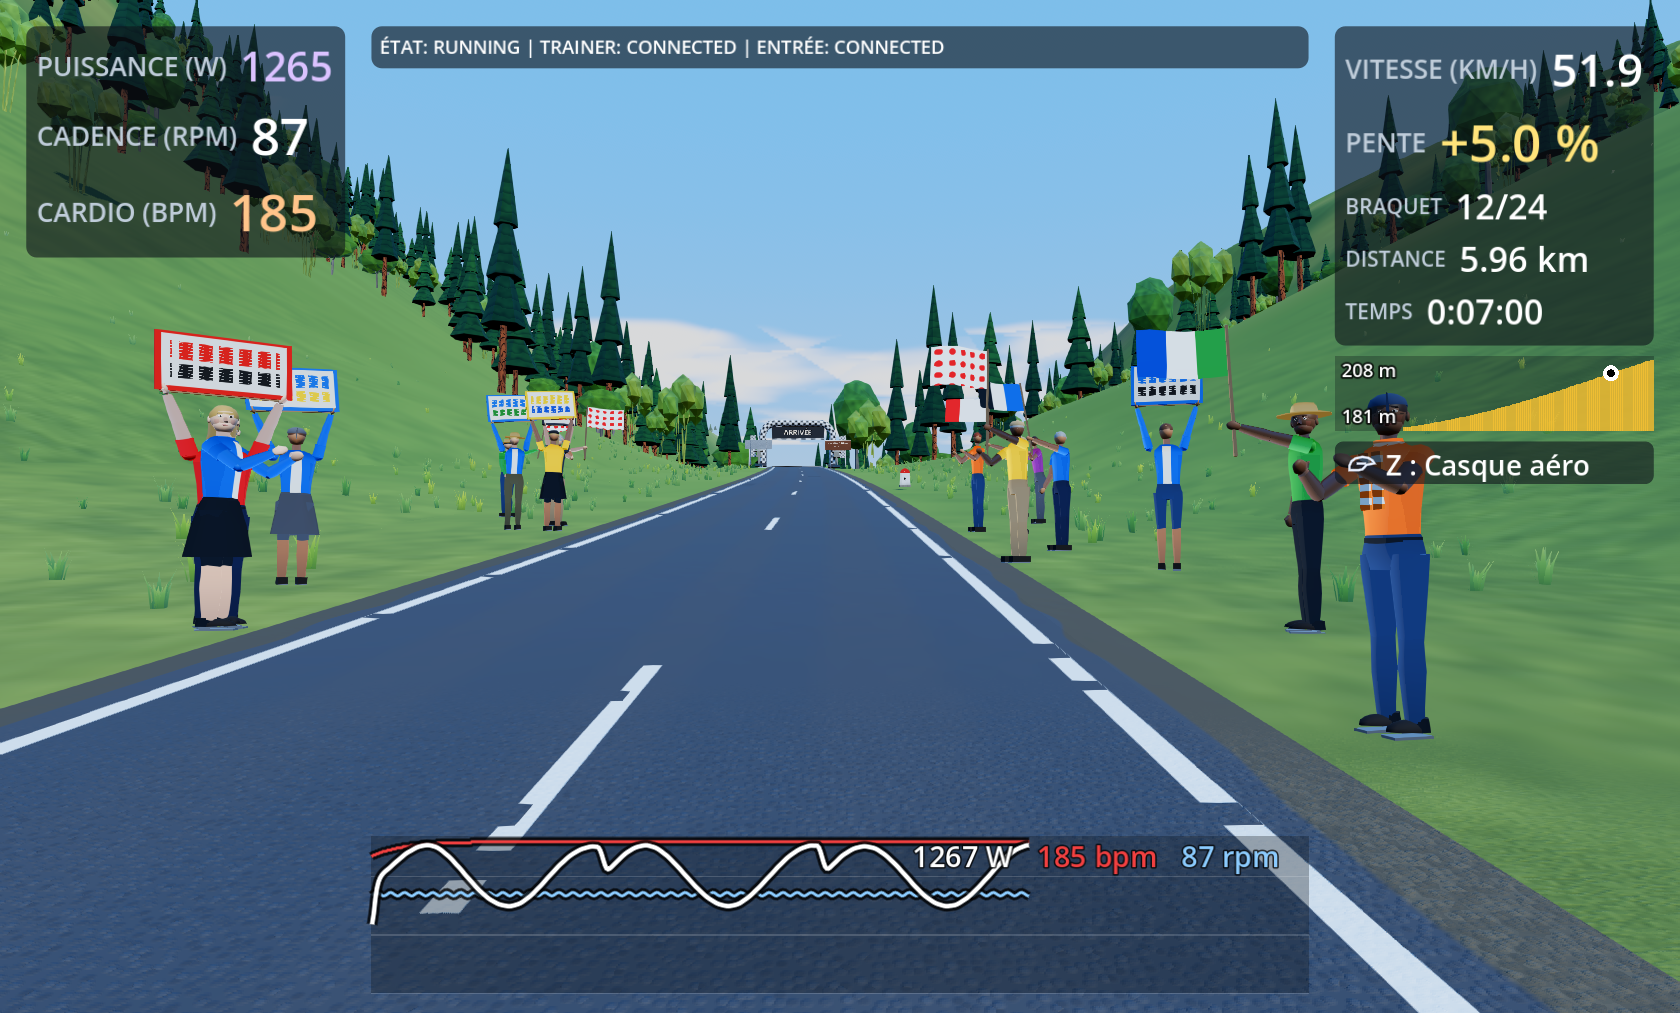 PUISSANCE (W) 1265
CADENCE (RPM) 87
CARDIO (BPM) 185
ÉTAT: RUNNING | TRAINER: CONNECTED | ENTRÉE: CONNECTED
VITESSE (KM/H) 51.9
PENTE +5.0 %
BRAQUET 12/24
DISTANCE 5.96 km
TEMPS 0:07:00
208 m
181 m
Z : Casque aéro
ARRIVÉE
1267 W 185 bpm 87 rpm